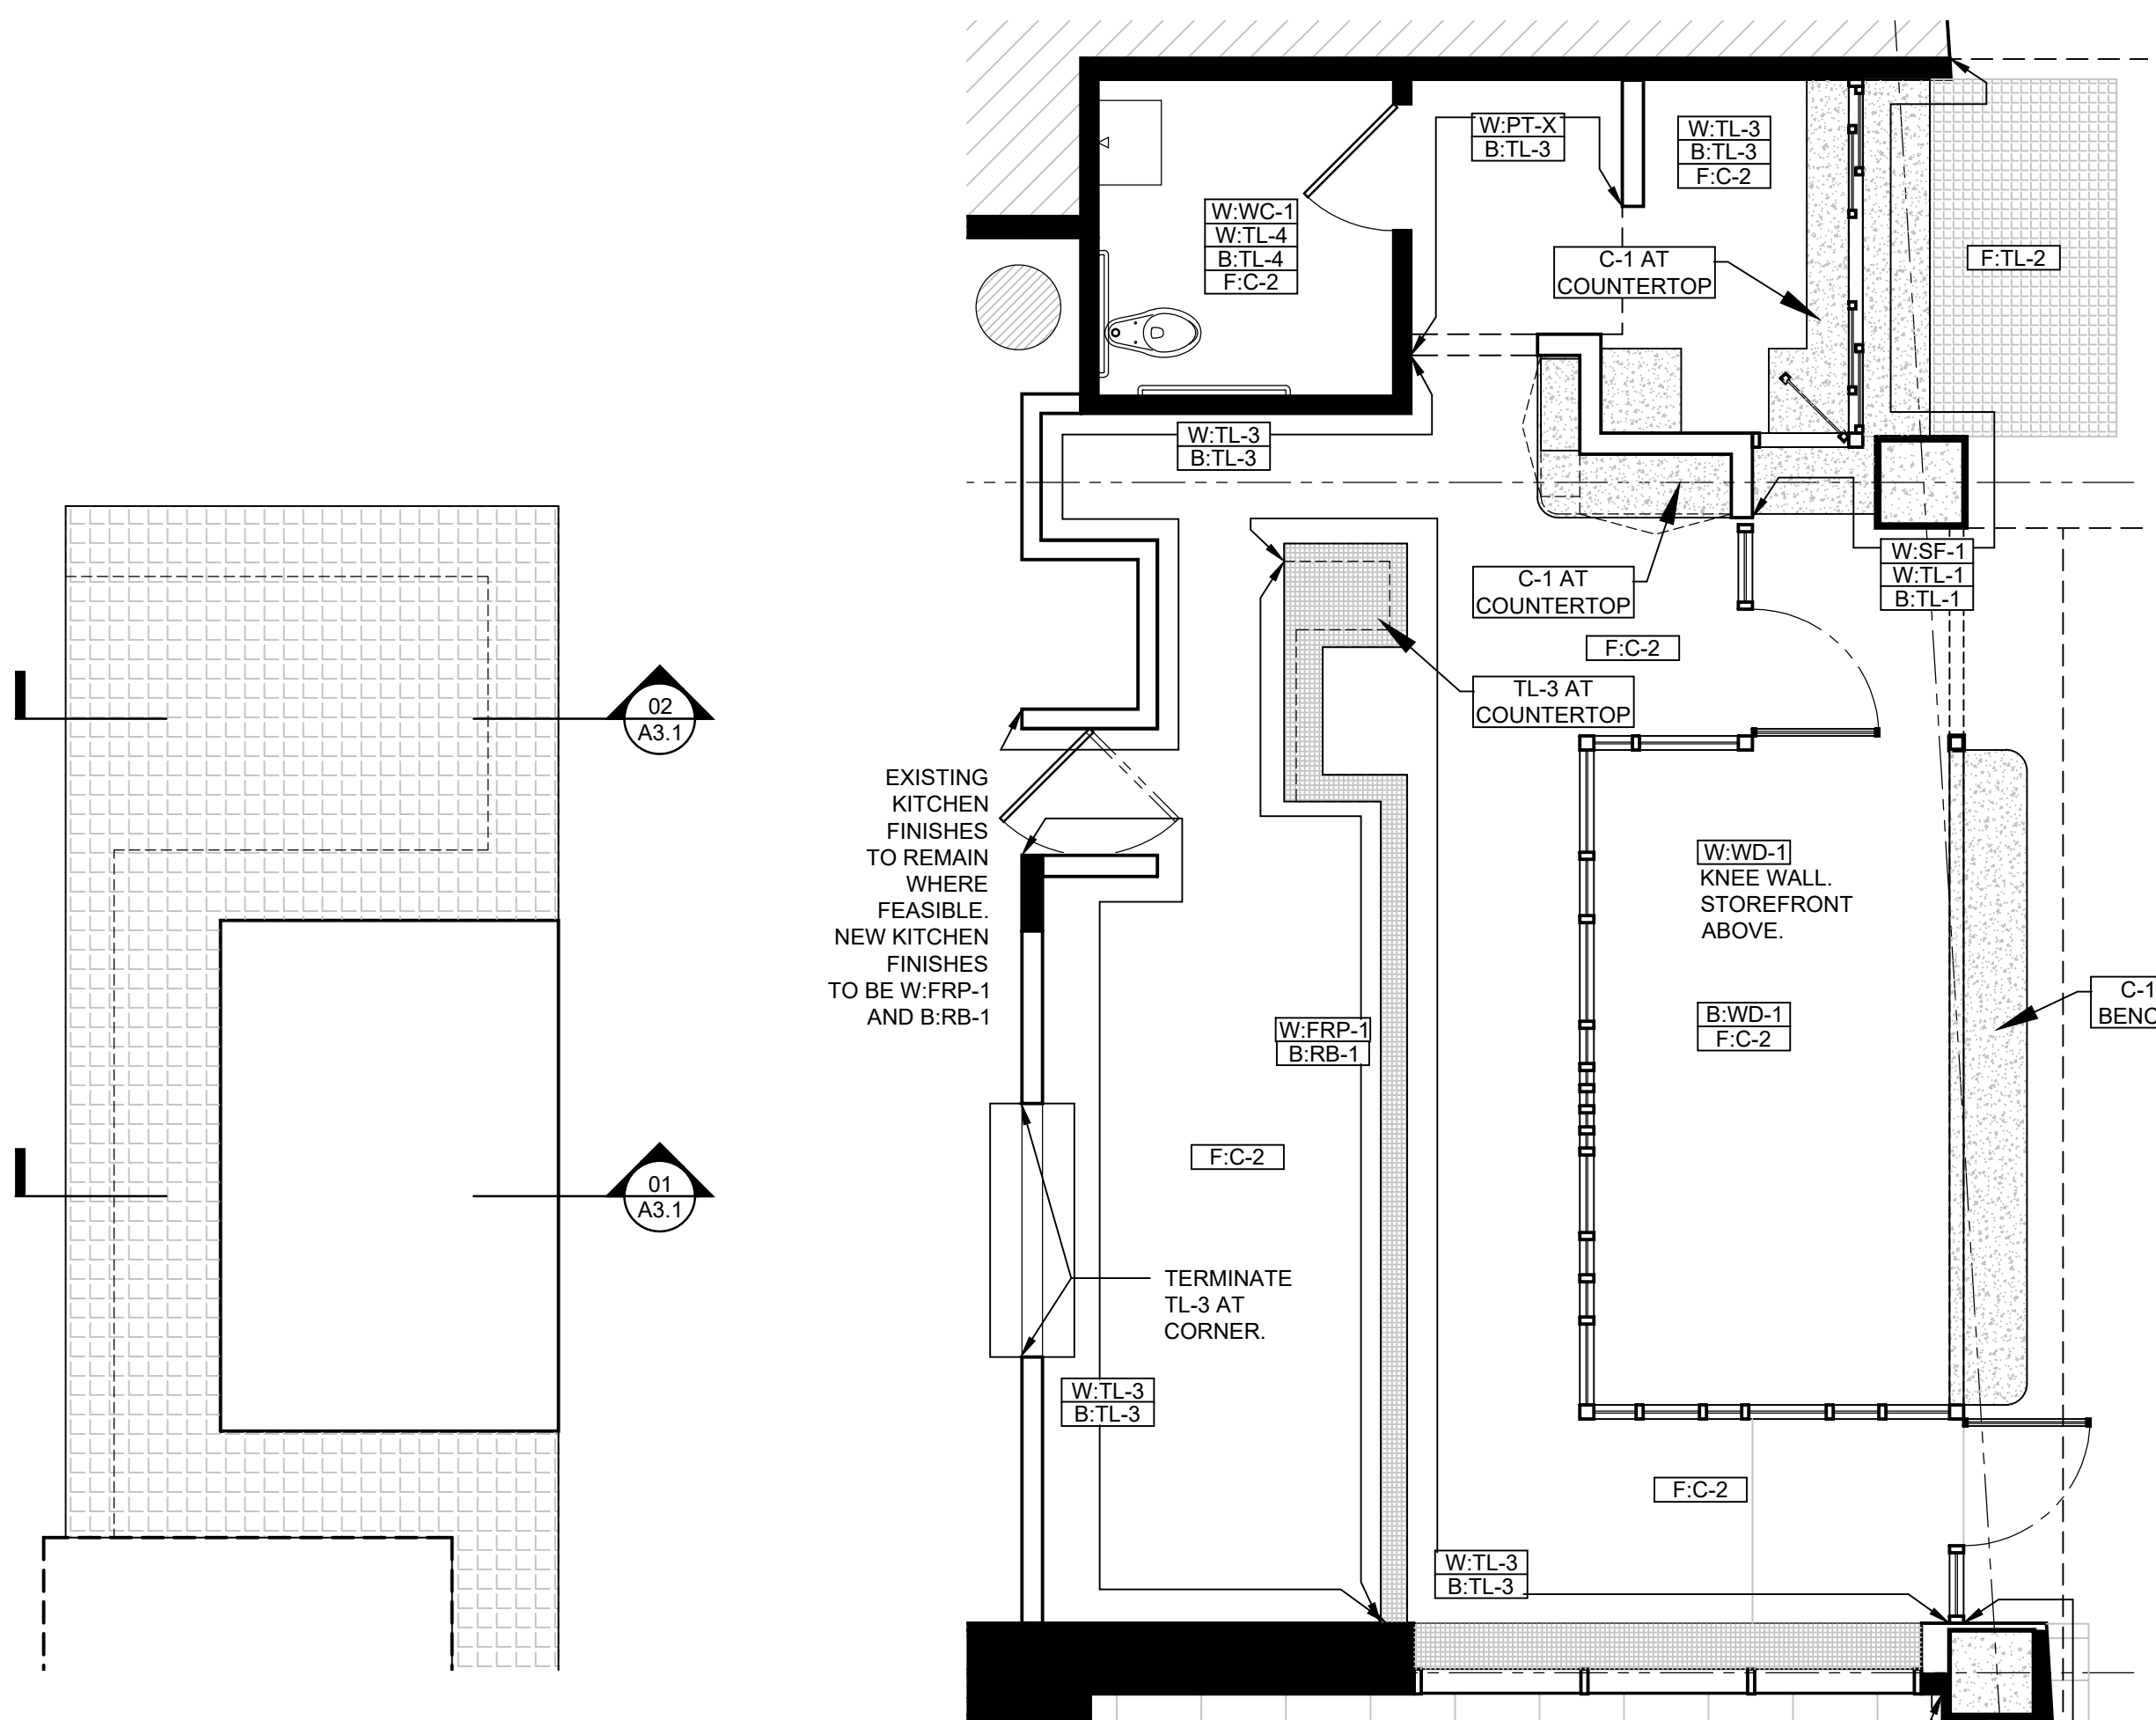 W:PT-X
B:TL-3
W:TL-3
B:TL-3
F:C-2
W:WC-1
W:TL-4
B:TL-4
F:C-2
C-1 AT
COUNTERTOP
F:TL-2
W:TL-3
B:TL-3
C-1 AT
COUNTERTOP
W:SF-1
W:TL-1
B:TL-1
F:C-2
TL-3 AT
COUNTERTOP
02
A3.1
EXISTING
KITCHEN
FINISHES
TO REMAIN
WHERE
FEASIBLE.
NEW KITCHEN
FINISHES
TO BE W:FRP-1
AND B:RB-1
W:WD-1
KNEE WALL.
STOREFRONT
ABOVE.
W:FRP-1
B:RB-1
B:WD-1
F:C-2
C-1
BENC
01
A3.1
F:C-2
TERMINATE
TL-3 AT
CORNER.
W:TL-3
B:TL-3
F:C-2
W:TL-3
B:TL-3